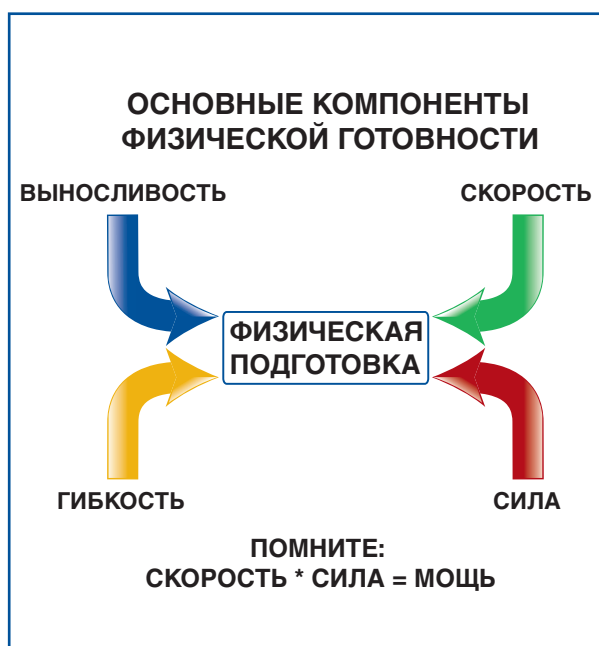 ОСНОВНЫЕ КОМПОНЕНТЫ
ФИЗИЧЕСКОЙ ГОТОВНОСТИ
ВЫНОСЛИВОСТЬ
СКОРОСТЬ
ФИЗИЧЕСКАЯ
ПОДГОТОВКА
ГИБКОСТЬ
СИЛА
ПОМНИТЕ:
СКОРОСТЬ * СИЛА = МОЩЬ